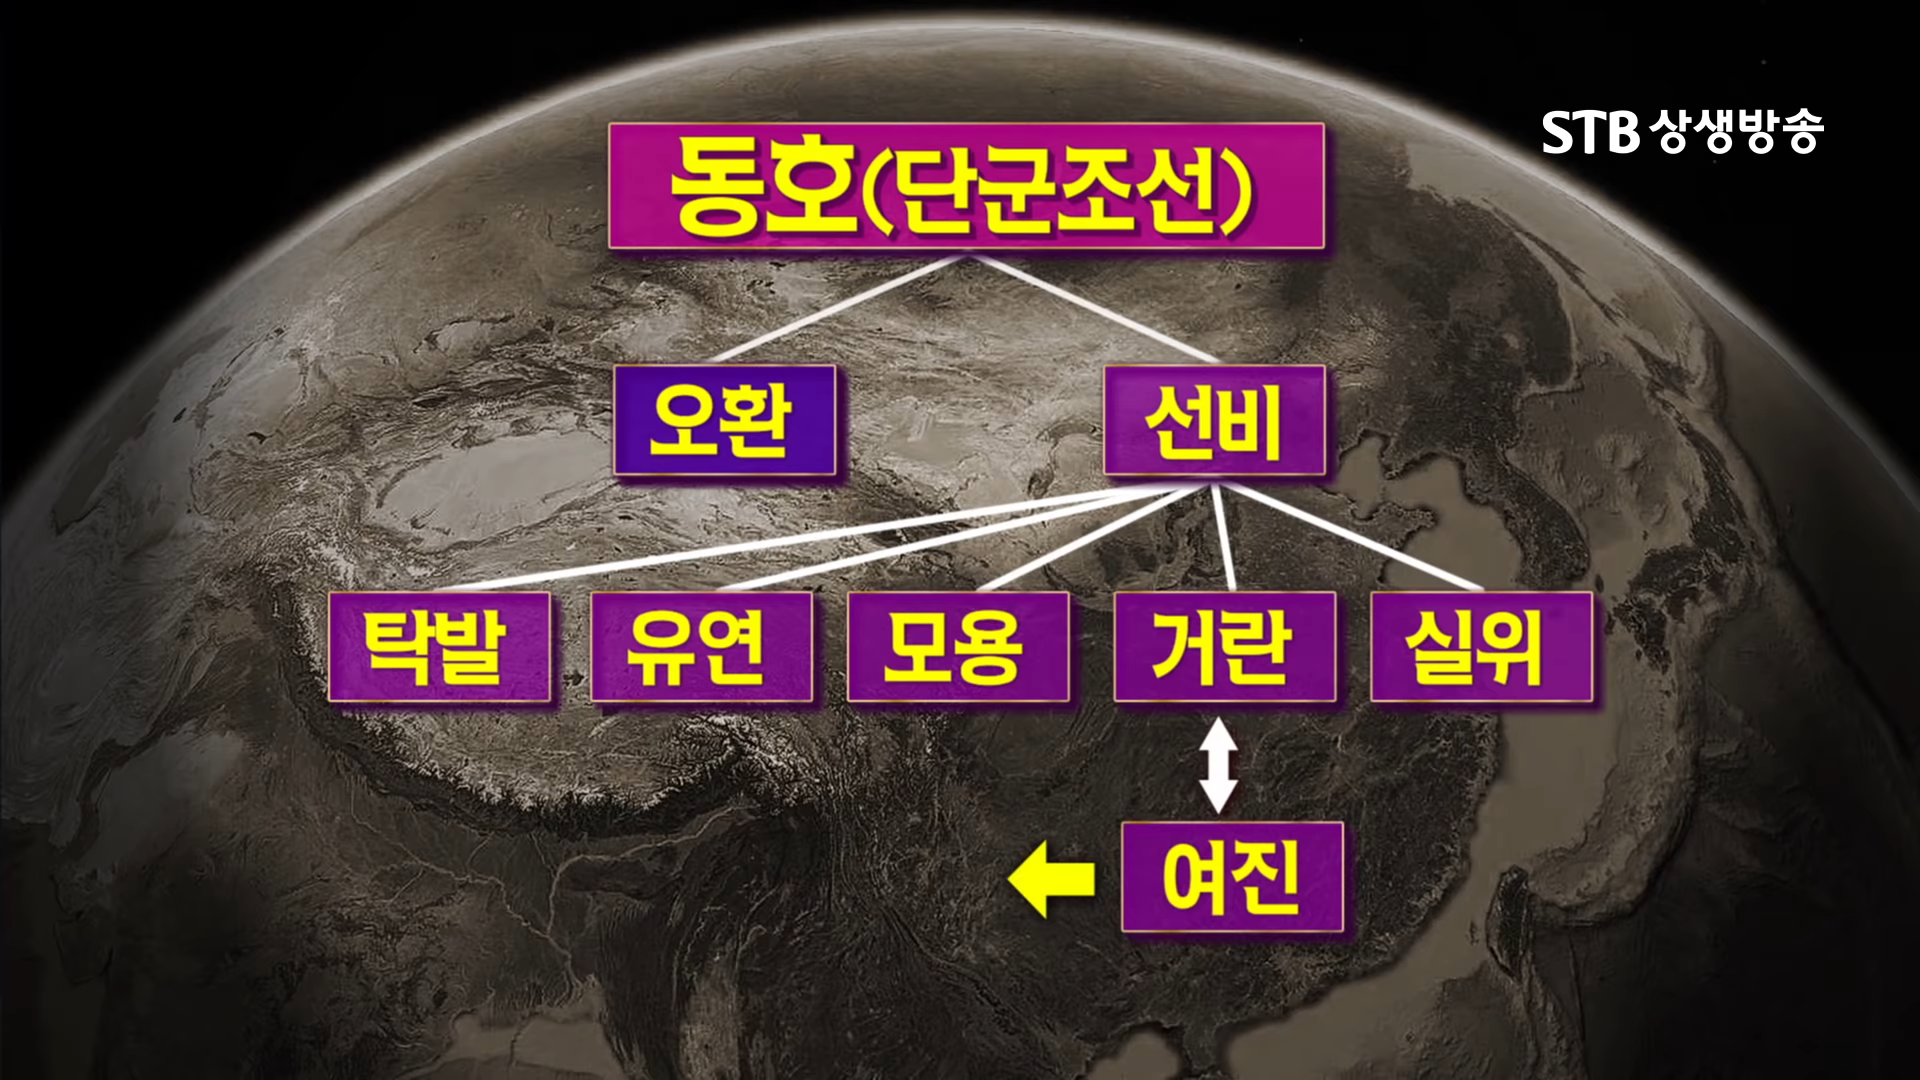 STB 상생방송
동호(단군조선)
오환
선비
탁발
유연
모용
거란
실위
여진